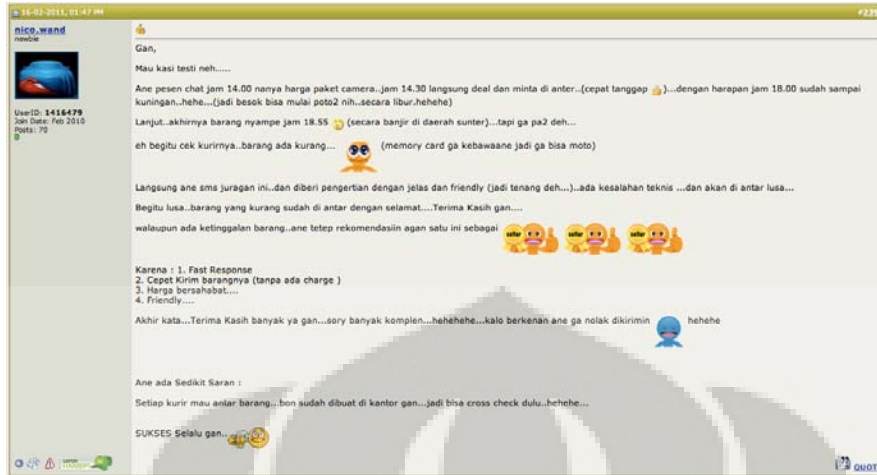 16-02-2011, 01:47 PM
nico.wand
newbie
UserID: 1416479
Join Date: Feb 2010
Posts: 70
Gan,
Mau kasi testi neh.....
Ane pesen chat jam 14.00 nanya harga paket camera..jam 14.30 langsung deal dan minta di anter..(cepat tanggap )...dengan harapan jam 18.00 sudah sampai
kuningan..hehe...(jadi besok bisa mulai poto2 nih..secara libur.hehehe)
Lanjut..akhirnya barang nyampe jam 18.55 (secara banjir di daerah sunter)...tapi ga pa2 deh...
eh begitu cek kurirnya..barang ada kurang... (memory card ga kebawaane jadi ga bisa moto)
Langsung ane sms juragan ini..dan diberi pengertian dengan jelas dan friendly (jadi tenang deh...)..ada kesalahan teknis ...dan akan di antar lusa...
Begitu lusa..barang yang kurang sudah di antar dengan selamat....Terima Kasih gan....
walaupun ada ketinggalan barang..ane tetep rekomendasiin agan satu ini sebagai seller seller seller
Karena : 1. Fast Response
2. Cepet Kirim barangnya (tanpa ada charge )
3. Harga bersahabat....
4. Friendly....
Akhir kata...Terima Kasih banyak ya gan...sory banyak komplen...hehehehe...kalo berkenan ane ga nolak dikirimin hehehe
Ane ada Sedikit Saran :
Setiap kurir mau antar barang...bon sudah dibuat di kantor gan...jadi bisa cross check dulu..hehehe...
SUKSES Selalu gan..
QUOT